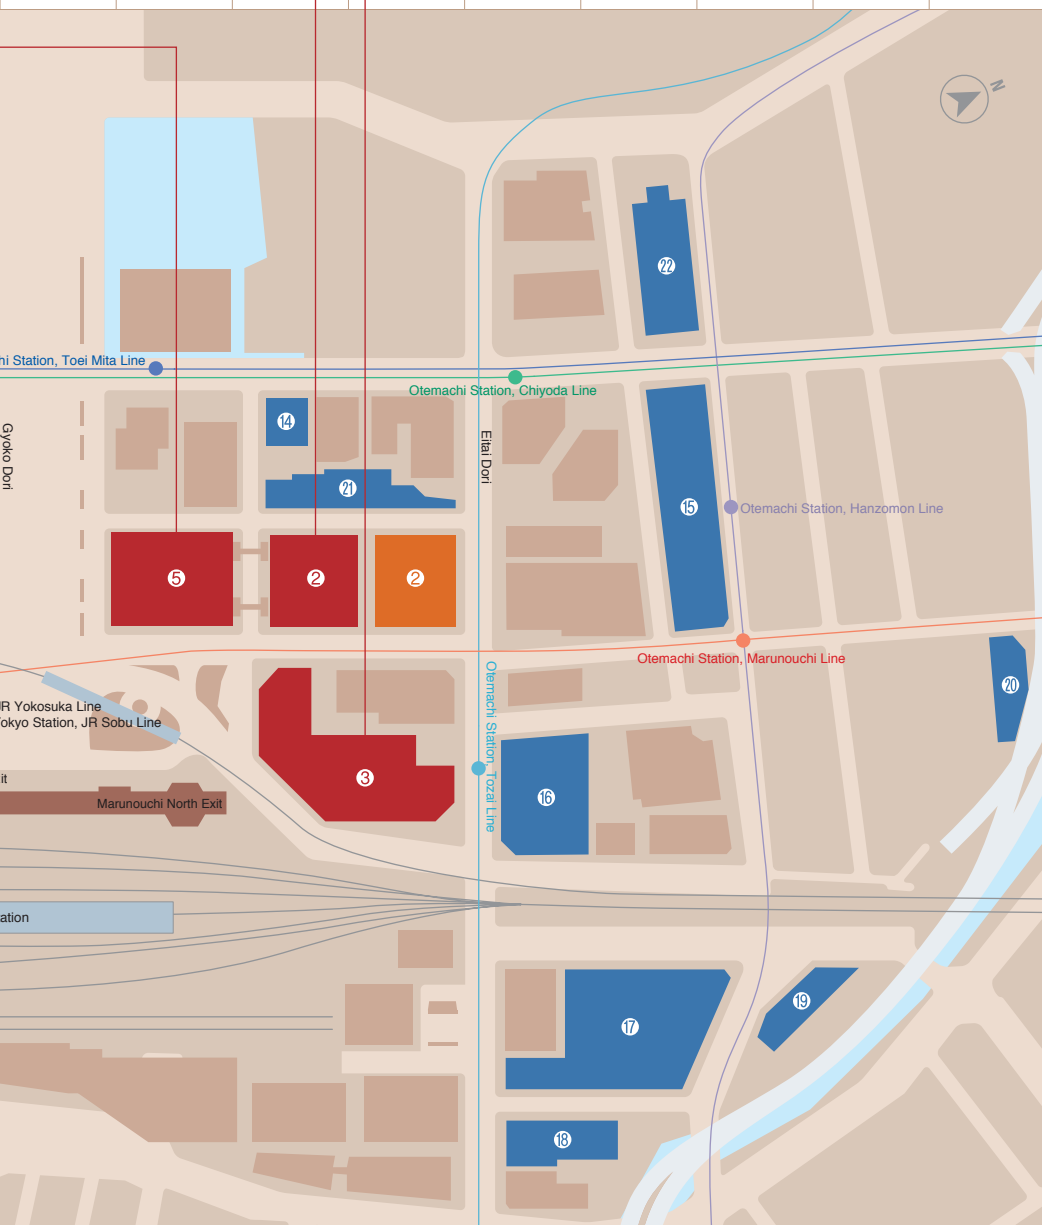 N
22
hi Station, Toei Mita Line
Otemachi Station, Chiyoda Line
14
Gyoko Dori
Eitai Dori
21
15
Otemachi Station, Hanzomon Line
5
2
2
Otemachi Station, Marunouchi Line
20
Otemachi Station, Tozai Line
JR Yokosuka Line
Tokyo Station, JR Sobu Line
3
it
16
Marunouchi North Exit
ation
19
17
18